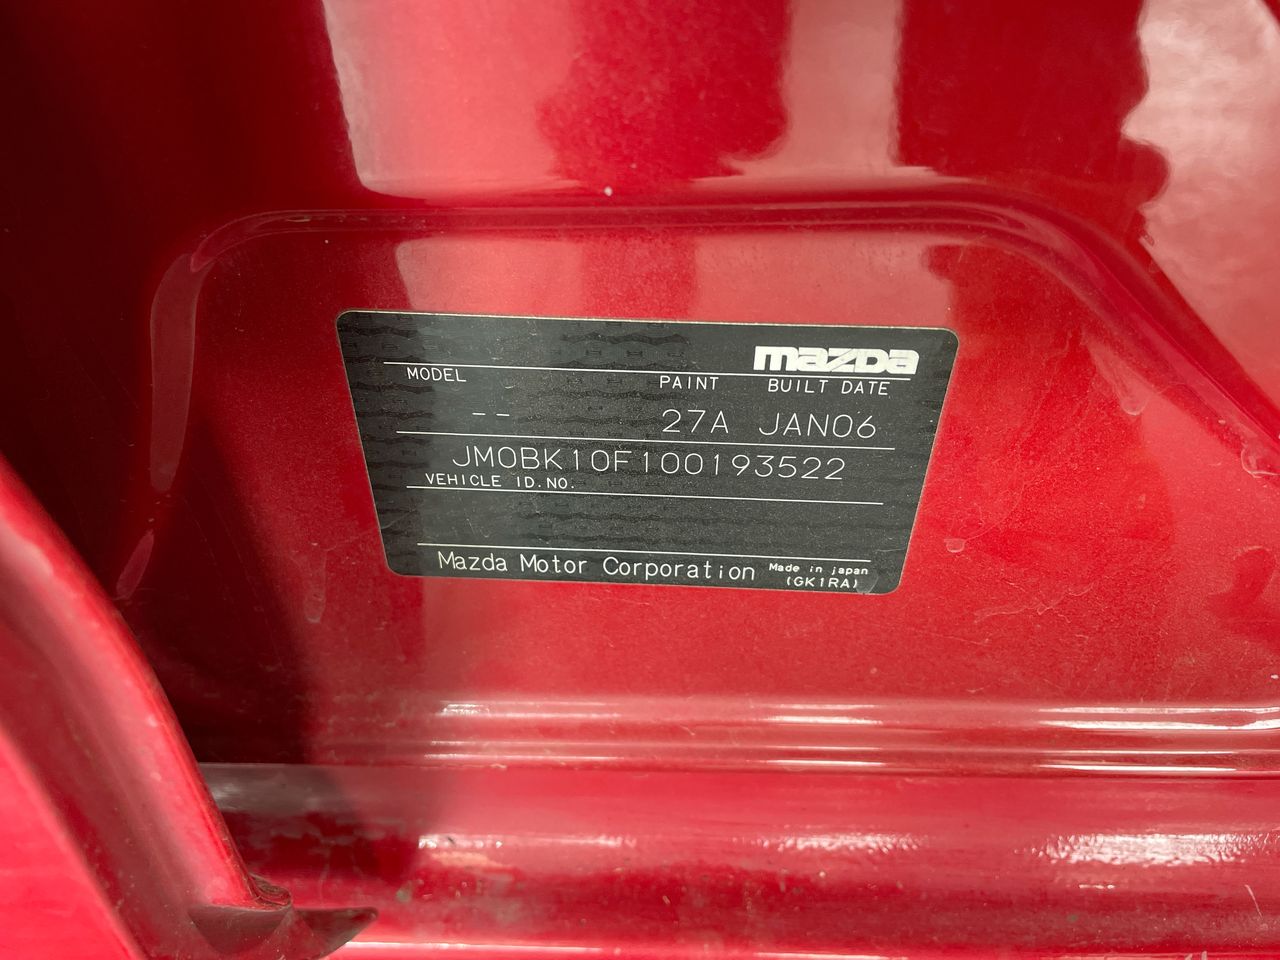 mazda
MODEL PAINT BUILT DATE
-- 27A JAN06
JM0BK10F100193522
VEHICLE ID.NO.
Mazda Motor Corporation Made in japan
(GK1RA)